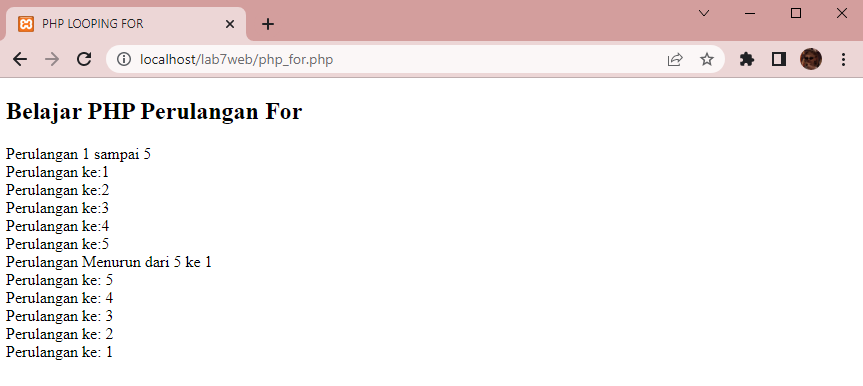 PHP LOOPING FOR
localhost/lab7web/php_for.php
Belajar PHP Perulangan For
Perulangan 1 sampai 5
Perulangan ke:1
Perulangan ke:2
Perulangan ke:3
Perulangan ke:4
Perulangan ke:5
Perulangan Menurun dari 5 ke 1
Perulangan ke: 5
Perulangan ke: 4
Perulangan ke: 3
Perulangan ke: 2
Perulangan ke: 1